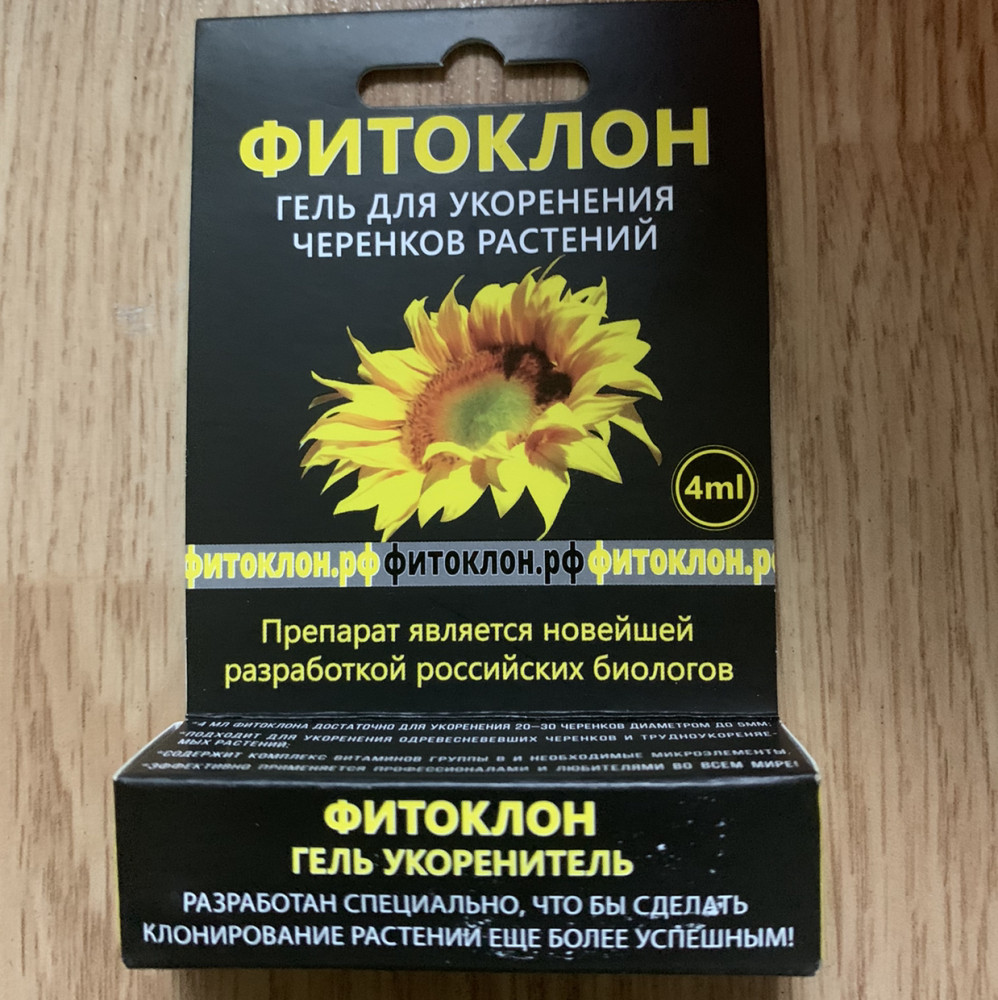 ФИТОКЛОН
ГЕЛЬ ДЛЯ УКОРЕНЕНИЯ
ЧЕРЕНКОВ РАСТЕНИЙ
4ml
фитоклон.рф фитоклон.рф фитоклон.рф
Препарат является новейшей
разработкой российских биологов
-4 МЛ ФИТОКЛОНА ДОСТАТОЧНО ДЛЯ УКОРЕНЕНИЯ 20-30 ЧЕРЕНКОВ ДИАМЕТРОМ ДО 5ММ;
-ПОДХОДИТ ДЛЯ УКОРЕНЕНИЯ ОДРЕВЕСНЕВЕВШИХ ЧЕРЕНКОВ И ТРУДНОУКОРЕНЯЕ-
МЫХ РАСТЕНИЙ;
-СОДЕРЖИТ КОМПЛЕКС ВИТАМИНОВ ГРУППЫ В И НЕОБХОДИМЫЕ МИКРОЭЛЕМЕНТЫ;
-ЭФФЕКТИВНО ПРИМЕНЯЕТСЯ ПРОФЕССИОНАЛАМИ И ЛЮБИТЕЛЯМИ ВО ВСЕМ МИРЕ!
ФИТОКЛОН
ГЕЛЬ УКОРЕНИТЕЛЬ
РАЗРАБОТАН СПЕЦИАЛЬНО, ЧТО БЫ СДЕЛАТЬ
КЛОНИРОВАНИЕ РАСТЕНИЙ ЕЩЕ БОЛЕЕ УСПЕШНЫМ!